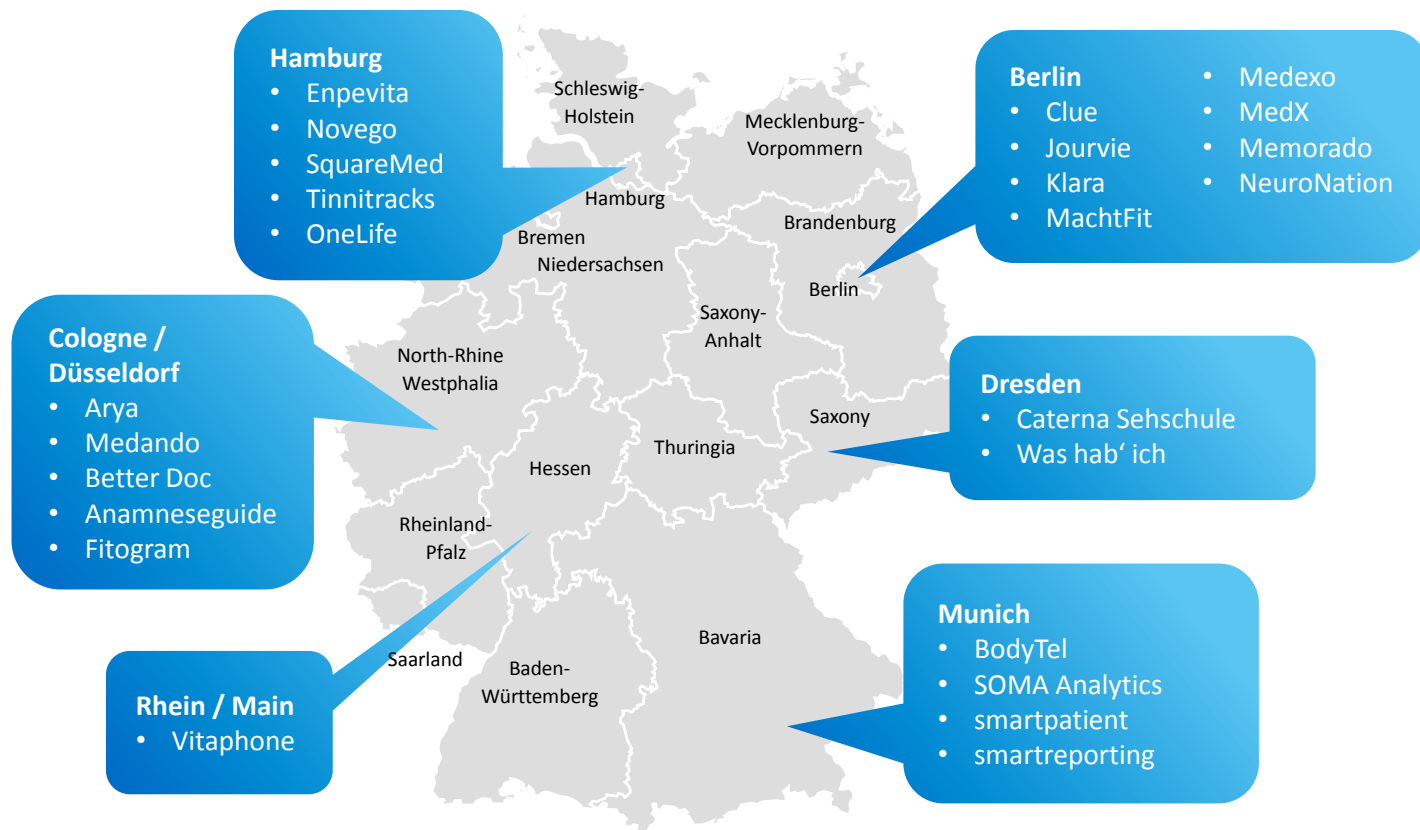 Hamburg
• Enpevita
• Novego
• SquareMed
• Tinnitracks
• OneLife
Berlin
• Clue
• Jourvie
• Klara
• MachtFit
• Medexo
• MedX
• Memorado
• NeuroNation
Cologne /
Düsseldorf
• Arya
• Medando
• Better Doc
• Anamneseguide
• Fitogram
Dresden
• Caterna Sehschule
• Was hab‘ ich
Rhein / Main
• Vitaphone
Munich
• BodyTel
• SOMA Analytics
• smartpatient
• smartreporting
Schleswig-
Holstein
Mecklenburg-
Vorpommern
Hamburg
Brandenburg
Bremen
Niedersachsen
Berlin
Saxony-
Anhalt
North-Rhine
Westphalia
Saxony
Thuringia
Hessen
Rheinland-
Pfalz
Bavaria
Saarland
Baden-
Württemberg